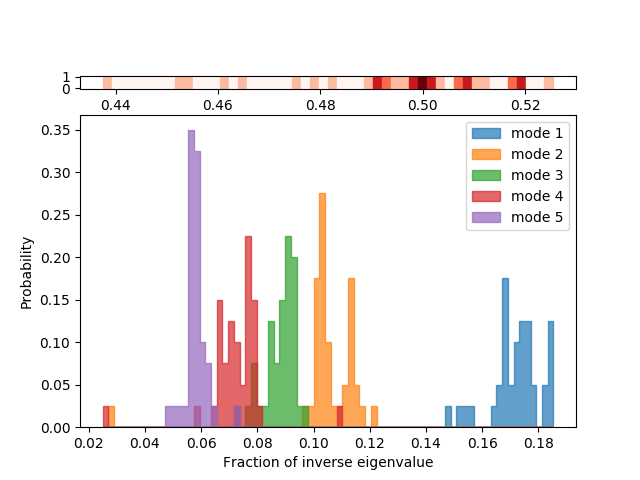 1
0
0.44 0.46 0.48 0.50 0.52
0.35
0.30
0.25
0.20
0.15
0.10
0.05
0.00
Probability
mode 1
mode 2
mode 3
mode 4
mode 5
0.02 0.04 0.06 0.08 0.10 0.12 0.14 0.16 0.18
Fraction of inverse eigenvalue